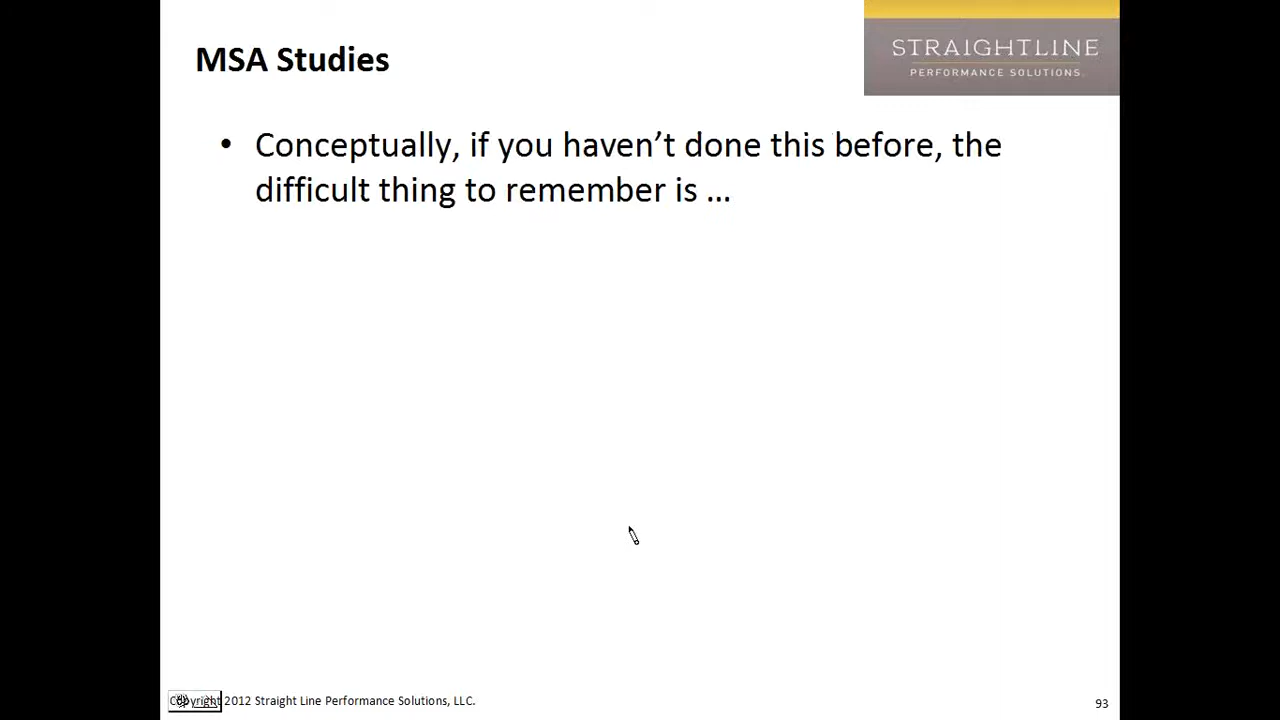 MSA Studies
STRAIGHTLINE
PERFORMANCE SOLUTIONS.
• Conceptually, if you haven’t done this before, the
difficult thing to remember is …
Copyright 2012 Straight Line Performance Solutions, LLC.
93